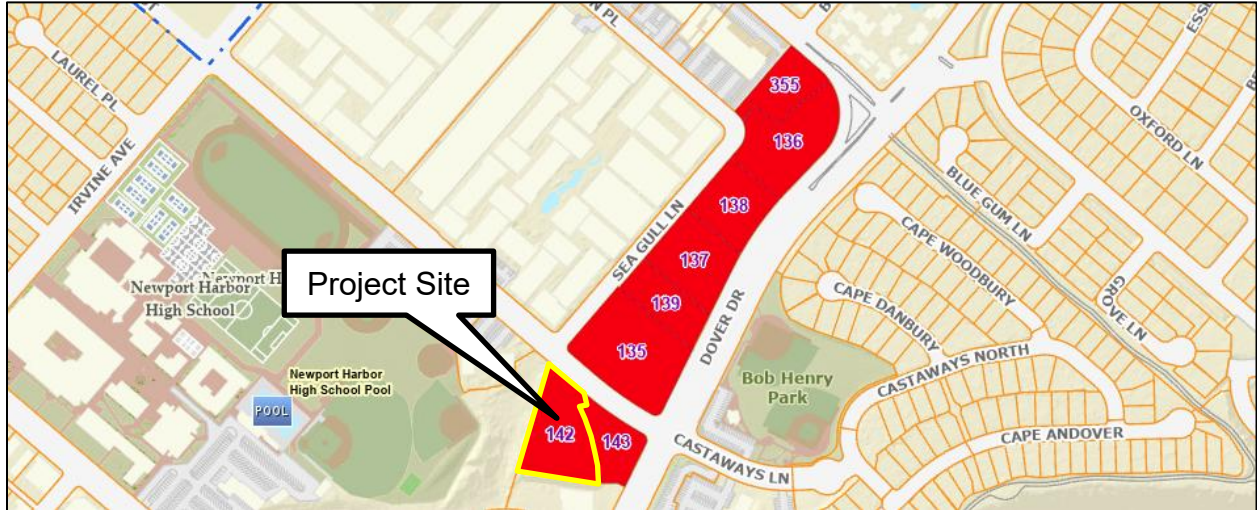 LAUREL PL
IRVINE AVE
N PL
355
136
138
137
139
135
142
143
SEA GULL LN
DOVER DR
OXFORD LN
BLUE GUM LN
CAPE WOODBURY
GROVE LN
CAPE DANBURY
CASTAWAYS NORTH
CAPE ANDOVER
CASTAWAYS LN
Bob Henry
Park
Newport H
Newport Harbor
High School
Newport Harbor
High School Pool
POOL
Project Site